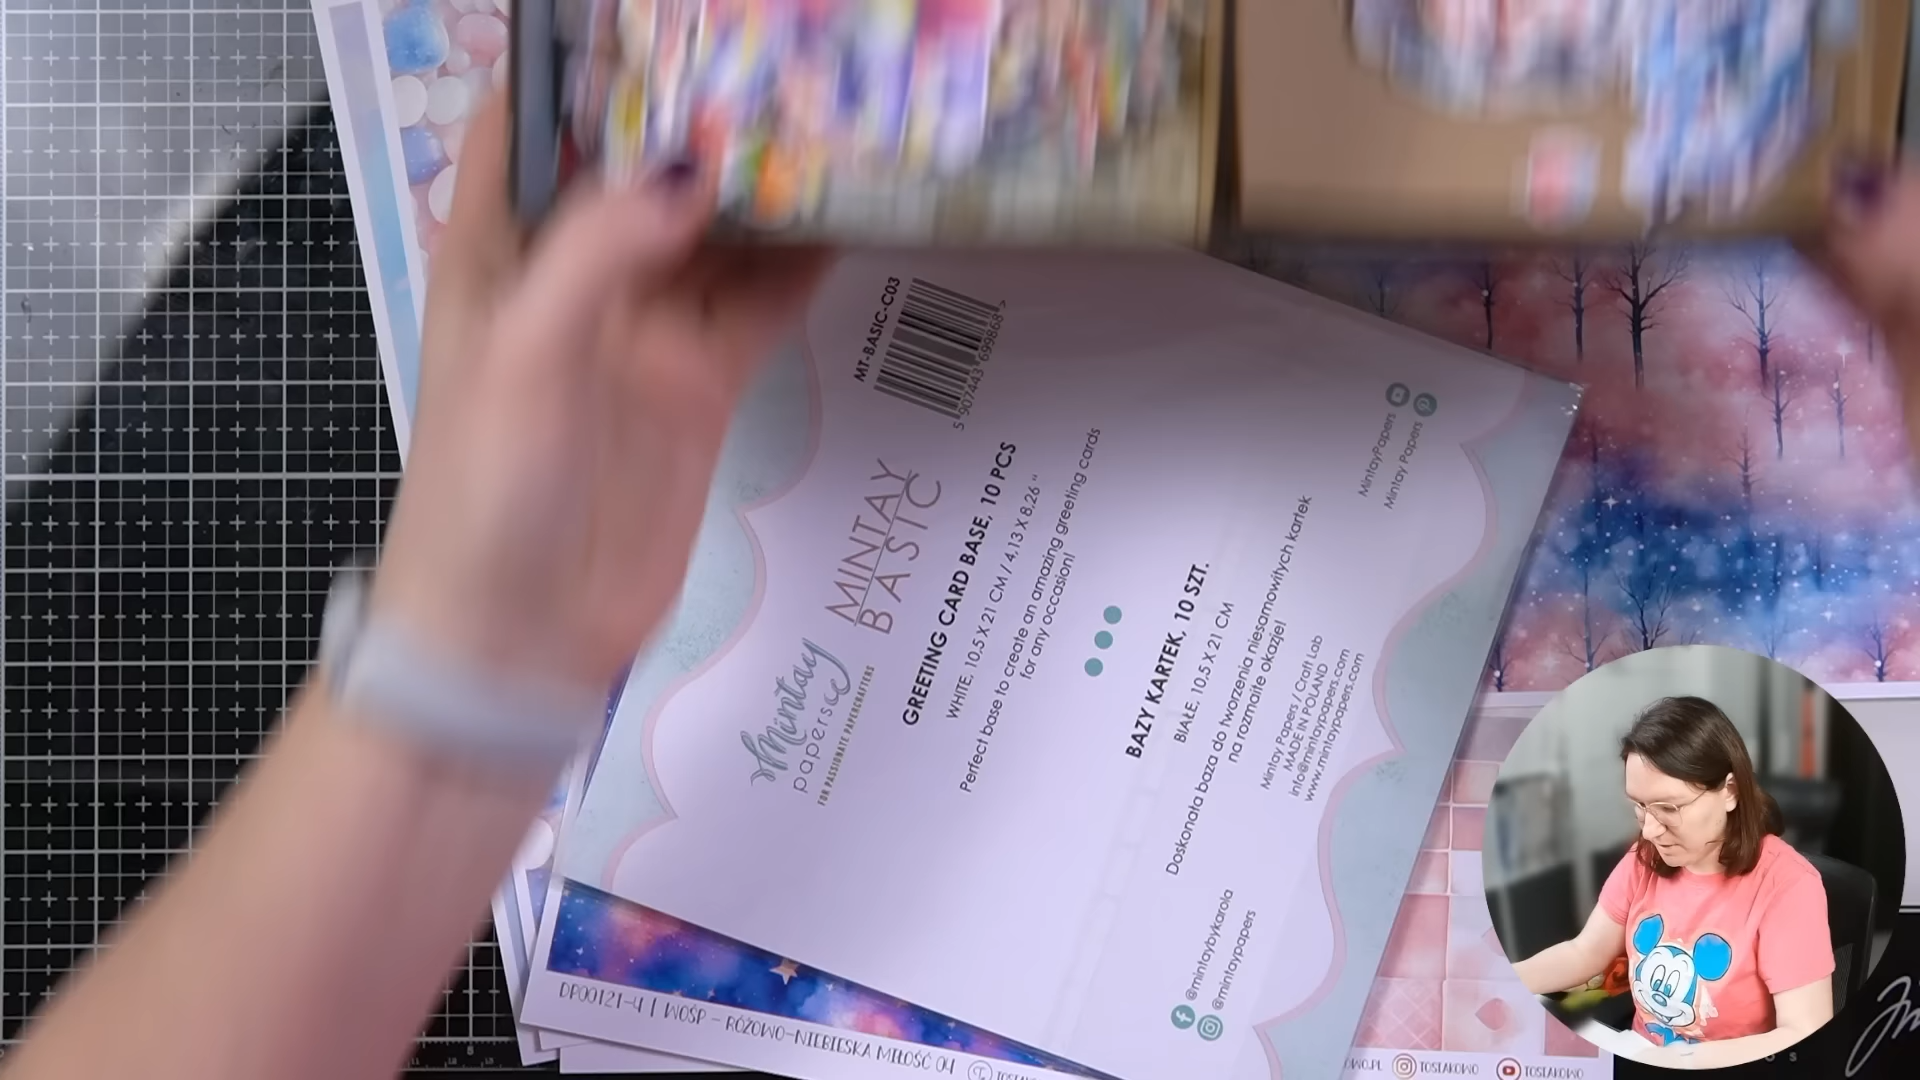 MT-BASIC-C03
5 907443 699868 >
mintay
papers
FOR PASSIONATE PAPERCRAFTERS
MINTAY
BASIC
GREETING CARD BASE, 10 PCS
WHITE, 10,5 X 21 CM / 4,13 X 8,26 "
Perfect base to create an amazing greeting cards
for any occasion!
BAZY KARTEK, 10 SZT.
BIAŁE, 10,5 X 21 CM
Doskonała baza do tworzenia niesamowitych kartek
na rozmaite okazje!
Mintay Papers / Craft Lab
MADE IN POLAND
info@mintaypapers.com
www.mintaypapers.com
MintayPapers
Mintay Papers
@mintaybykarola
@mintaypapers
DP00121-4 | WOŚP - RÓŻOWO-NIEBIESKA MIŁOŚĆ 04
TOSIAKOWO
TOSIAKOWO